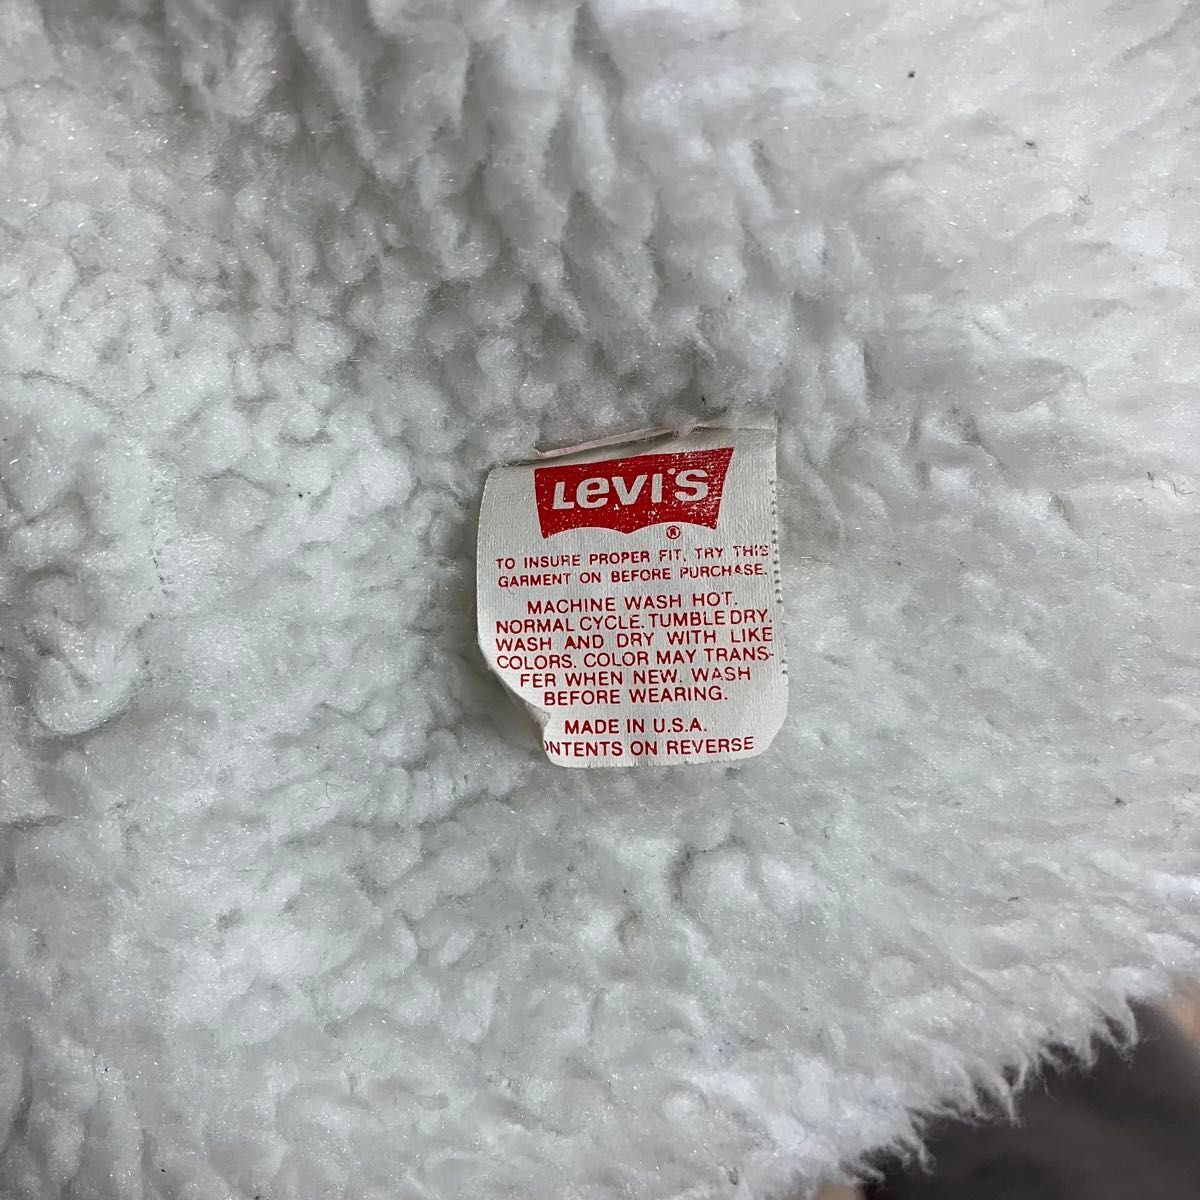 LEVI'S ®
TO INSURE PROPER FIT, TRY THIS
GARMENT ON BEFORE PURCHASE.
MACHINE WASH HOT.
NORMAL CYCLE. TUMBLE DRY.
WASH AND DRY WITH LIKE
COLORS. COLOR MAY TRANS-
FER WHEN NEW. WASH
BEFORE WEARING.
MADE IN U.S.A.
ONTENTS ON REVERSE